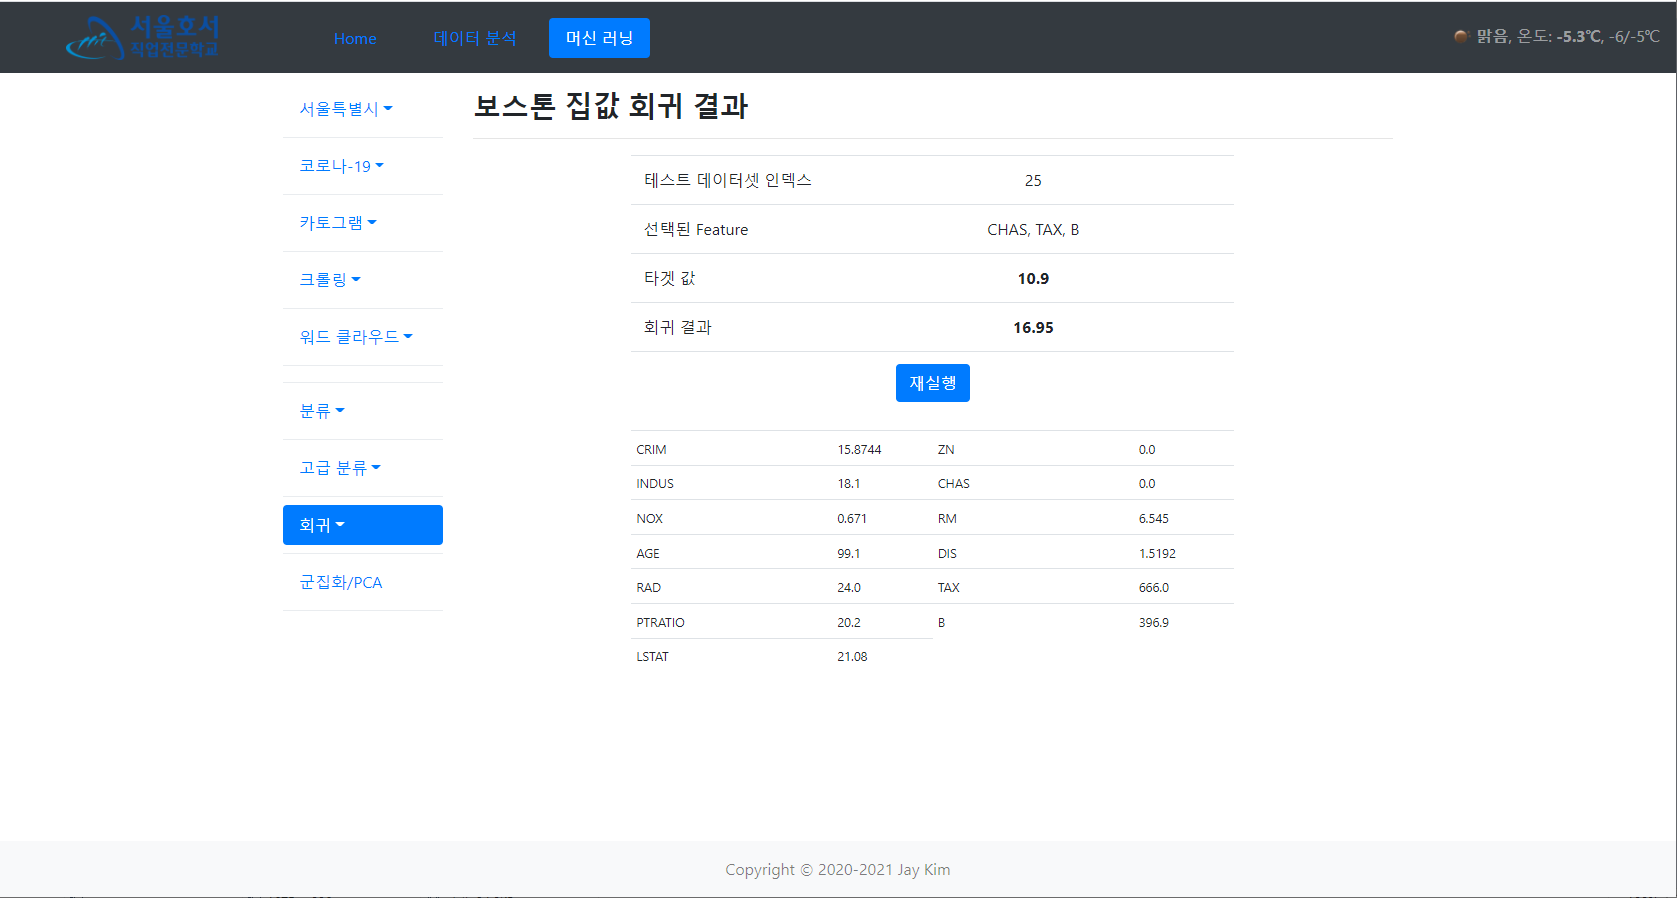 서울호서
직업전문학교
Home 데이터 분석 머신 러닝
맑음, 온도: -5.3℃, -6/-5℃
서울특별시
코로나-19
카토그램
크롤링
워드 클라우드
분류
고급 분류
회귀
군집화/PCA
보스톤 집값 회귀 결과
테스트 데이터셋 인덱스 25
선택된 Feature CHAS, TAX, B
타겟 값 10.9
회귀 결과 16.95
재실행
CRIM 15.8744 ZN 0.0
INDUS 18.1 CHAS 0.0
NOX 0.671 RM 6.545
AGE 99.1 DIS 1.5192
RAD 24.0 TAX 666.0
PTRATIO 20.2 B 396.9
LSTAT 21.08
Copyright © 2020-2021 Jay Kim